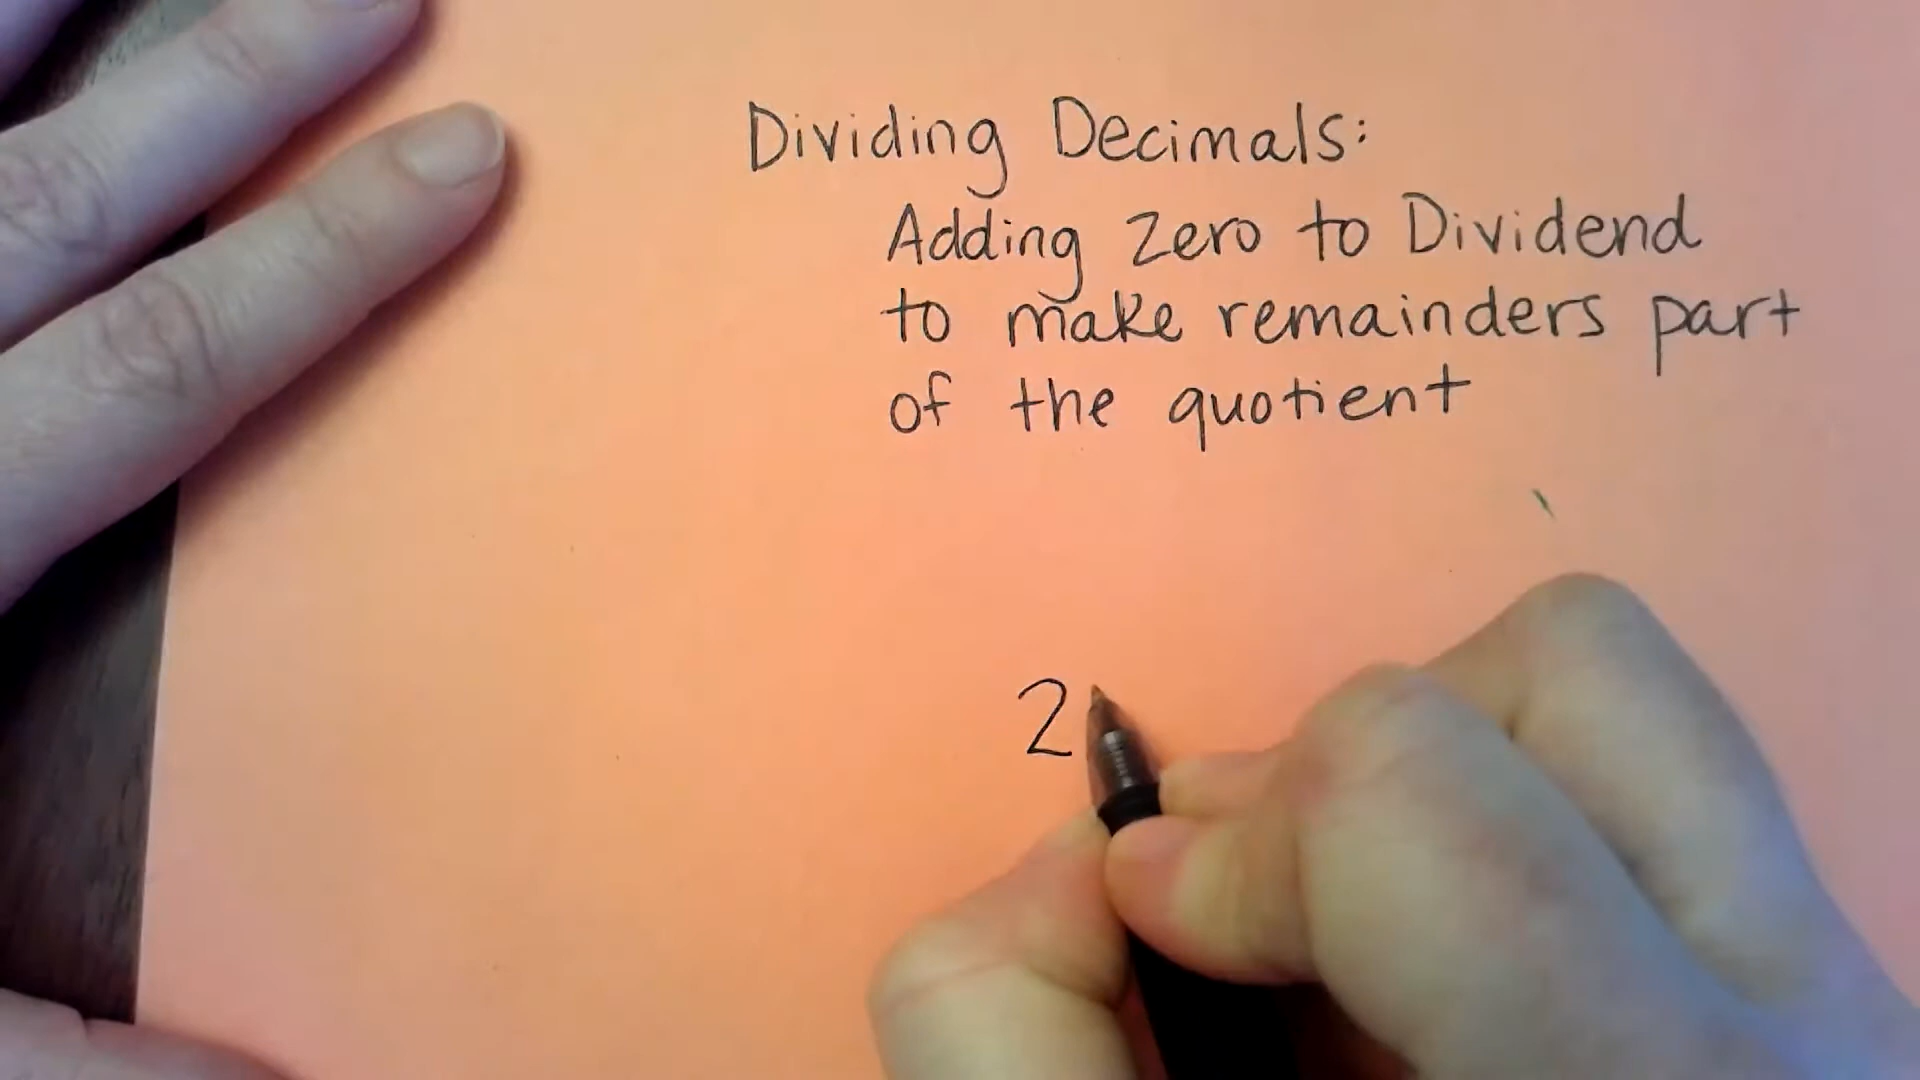 Dividing Decimals:
Adding Zero to Dividend
to make remainders part
of the quotient
2